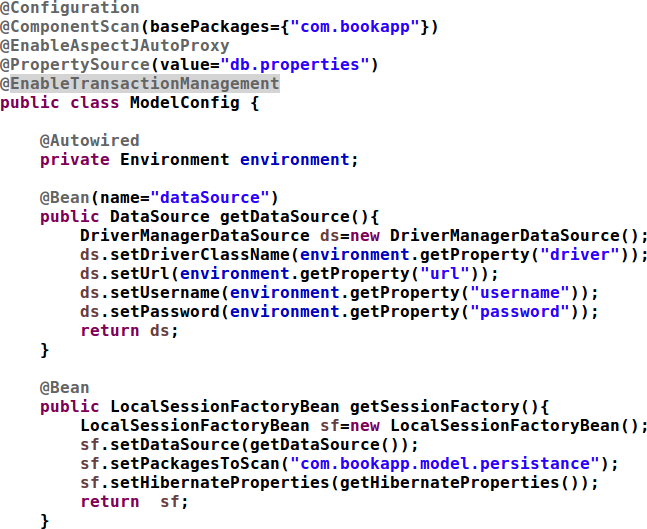 @Configuration
@ComponentScan(basePackages={"com.bookapp"})
@EnableAspectJAutoProxy
@PropertySource(value="db.properties")
@EnableTransactionManagement
public class ModelConfig {
@Autowired
private Environment environment;
@Bean(name="dataSource")
public DataSource getDataSource(){
DriverManagerDataSource ds=new DriverManagerDataSource();
ds.setDriverClassName(environment.getProperty("driver"));
ds.setUrl(environment.getProperty("url"));
ds.setUsername(environment.getProperty("username"));
ds.setPassword(environment.getProperty("password"));
return ds;
}
@Bean
public LocalSessionFactoryBean getSessionFactory(){
LocalSessionFactoryBean sf=new LocalSessionFactoryBean();
sf.setDataSource(getDataSource());
sf.setPackagesToScan("com.bookapp.model.persistance");
sf.setHibernateProperties(getHibernateProperties());
return  sf;
}